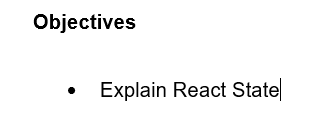 Objectives
• Explain React State